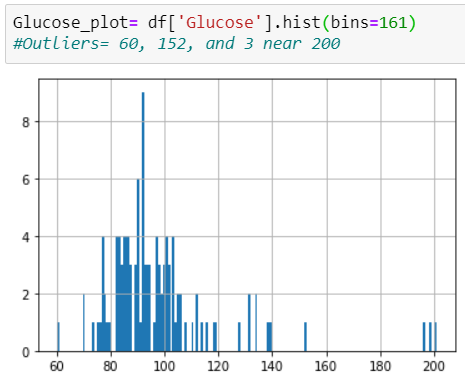 Glucose_plot= df['Glucose'].hist(bins=161)
#Outliers= 60, 152, and 3 near 200
8
6
4
2
0
60 80 100 120 140 160 180 200